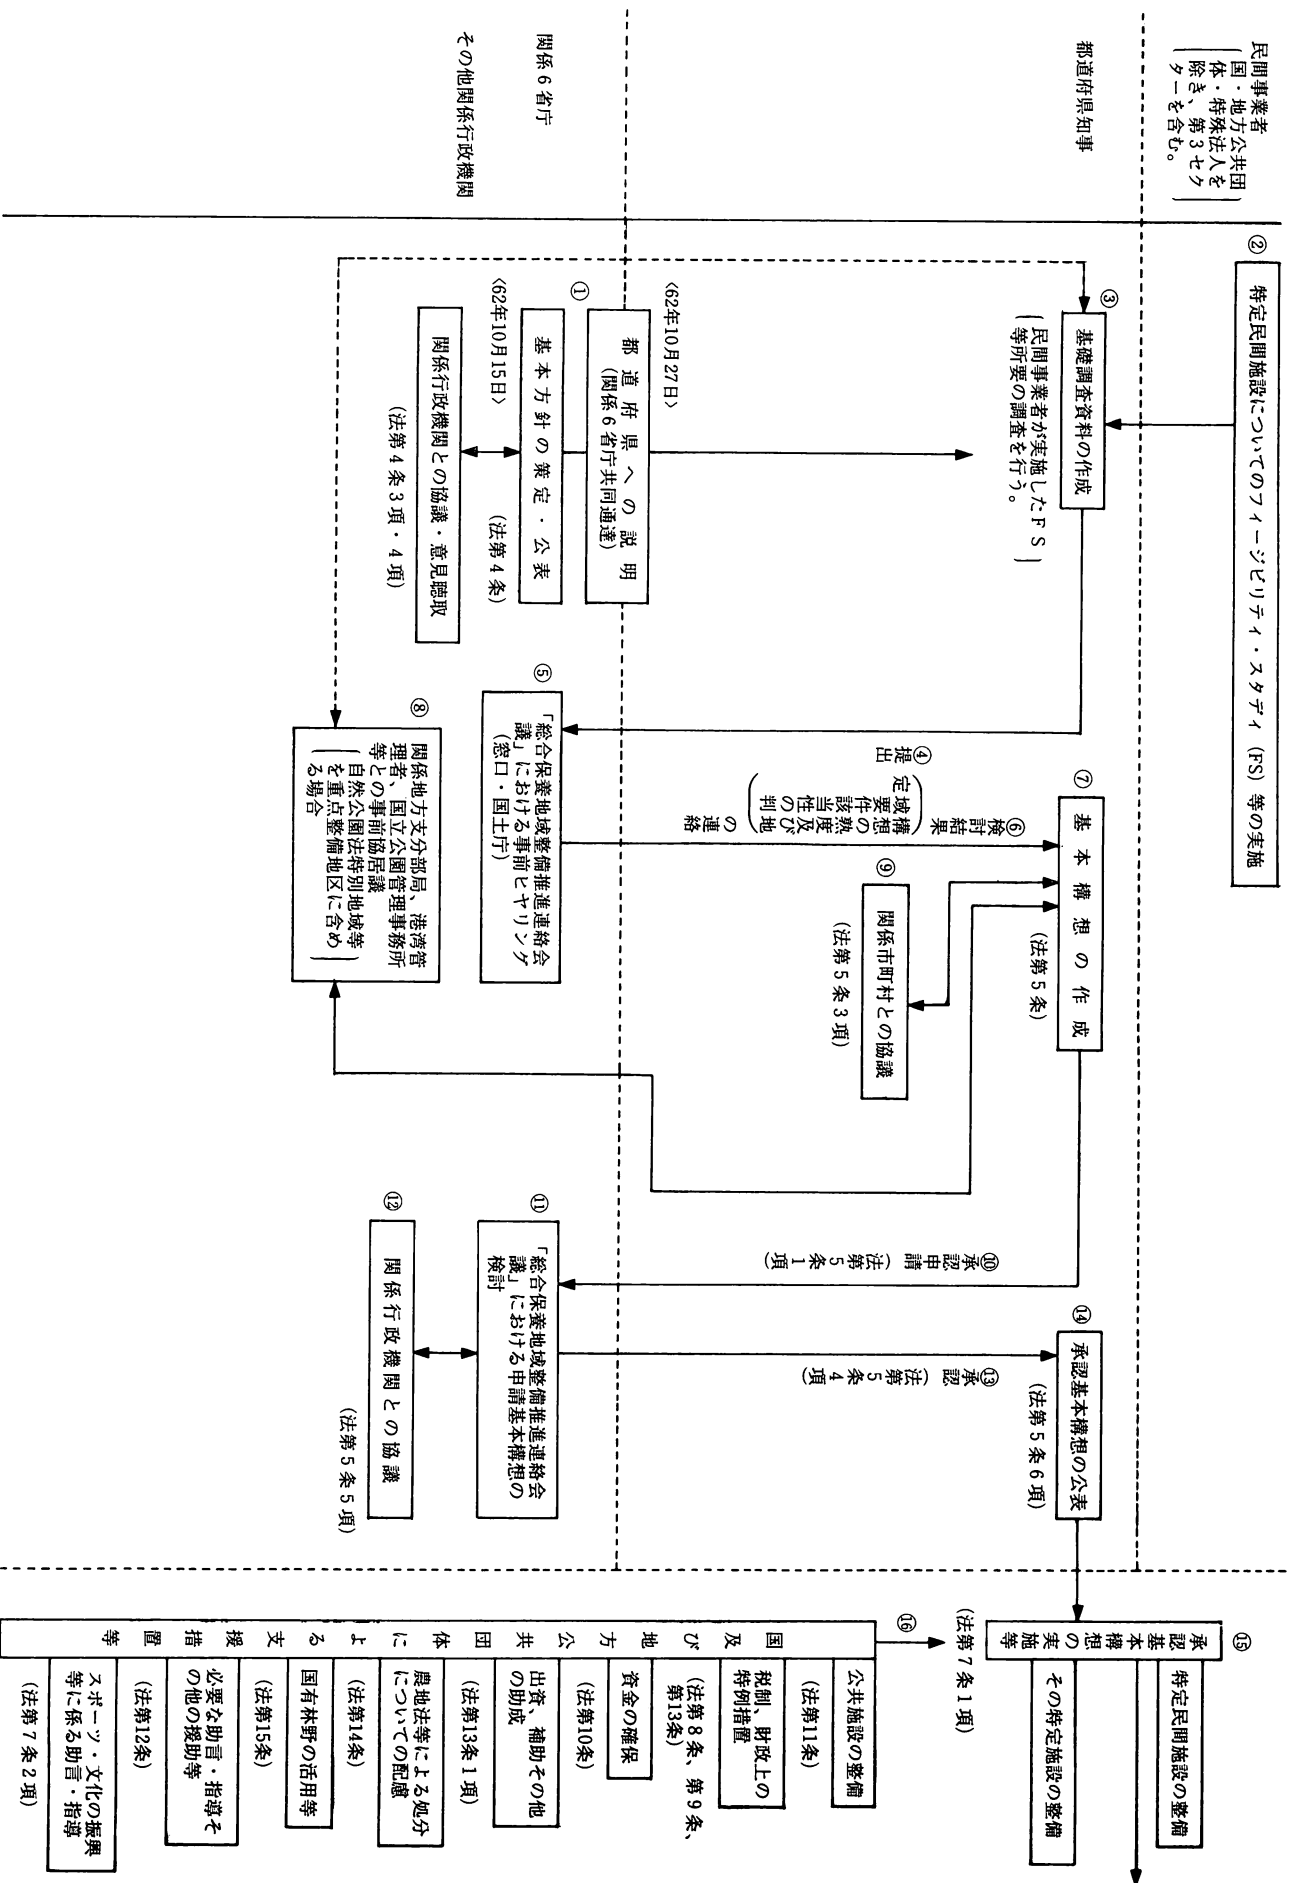 民間事業者
国・地方公共団
体・特殊法人を
除き、第3セク
ターを含む。
都道府県知事
関係6省庁
その他関係行政機関
② 特定民間施設についてのフィージビリティ・スタディ（FS）等の実施
③
基礎調査資料の作成
民間事業者が実施したFS
等所要の調査を行う。
〈62年10月27日〉
都道府県への説明
（関係6省庁共同通達）
①
基本方針の策定・公表
〈62年10月15日〉
（法第4条）
関係行政機関との協議・意見聴取
（法第4条3項・4項）
④提出
⑤
「総合保養地域整備推進連絡会
議」における事前ヒヤリング
（窓口・国土庁）
⑥検討結果
（構想の熟度及び地
域要件該当性の判
定）
の連絡
⑦
基本構想の作成
（法第5条）
⑧
関係地方支分部局、港湾管
理者、国立公園管理事務所
等との事前協居議
自然公園法特別地域等
を重点整備地区に含め
る場合
⑨
関係市町村との協議
（法第5条3項）
⑩承認申請（法第5条1項）
⑪
「総合保養地域整備推進連絡会
議」における申請基本構想の
検討
⑫
関係行政機関との協議
（法第5条5項）
⑬承認（法第5条4項）
⑭
承認基本構想の公表
（法第5条6項）
⑮
承認基本構想の実施等
特定民間施設の整備
その特定施設の整備
（法第7条1項）
⑯
国及び地方公共団体による支援措置等
公共施設の整備
（法第11条）
税制、財政上の
特例措置
（法第8条、第9条、
第13条）
資金の確保
（法第10条）
出資、補助その他
の助成
（法第13条1項）
農地法等による処分
についての配慮
（法第14条）
国有林野の活用等
（法第15条）
必要な助言・指導そ
の他の援助等
（法第12条）
スポーツ・文化の振興
等に係る助言・指導
（法第7条2項）